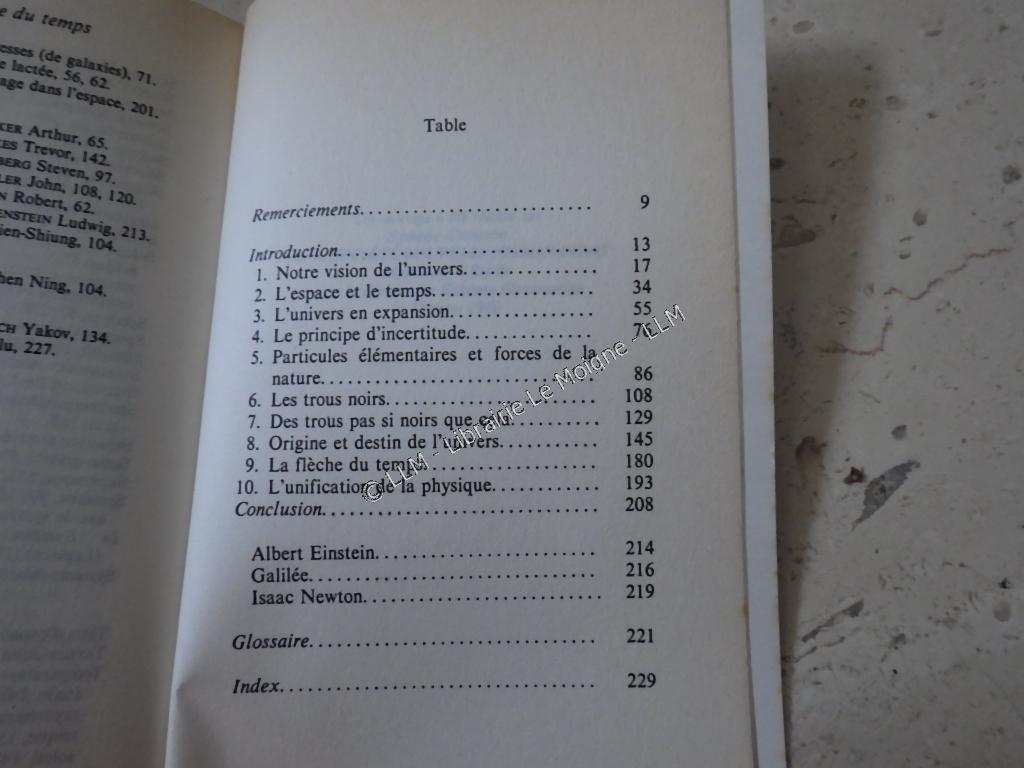 e du temps
esses (de galaxies), 71.
e lactée, 56, 62.
age dans l'espace, 201.
KER Arthur, 65.
KES Trevor, 142.
BERG Steven, 97.
LER John, 108, 120.
N Robert, 62.
ENSTEIN Ludwig, 213.
ien-Shiung, 104.
hen Ning, 104.
CH Yakov, 134.
lu, 227.
Table
Remerciements........................... 9
Introduction............................. 13
1. Notre vision de l'univers............... 17
2. L'espace et le temps................... 34
3. L'univers en expansion................. 55
4. Le principe d'incertitude............... 75
5. Particules élémentaires et forces de la
nature................................ 86
6. Les trous noirs........................ 108
7. Des trous pas si noirs que ça........... 129
8. Origine et destin de l'univers........... 145
9. La flèche du temps.................... 180
10. L'unification de la physique............ 193
Conclusion............................... 208
Albert Einstein......................... 214
Galilée................................ 216
Isaac Newton.......................... 219
Glossaire................................ 221
Index................................... 229
© LLM - Librairie Le Moigne - LLM